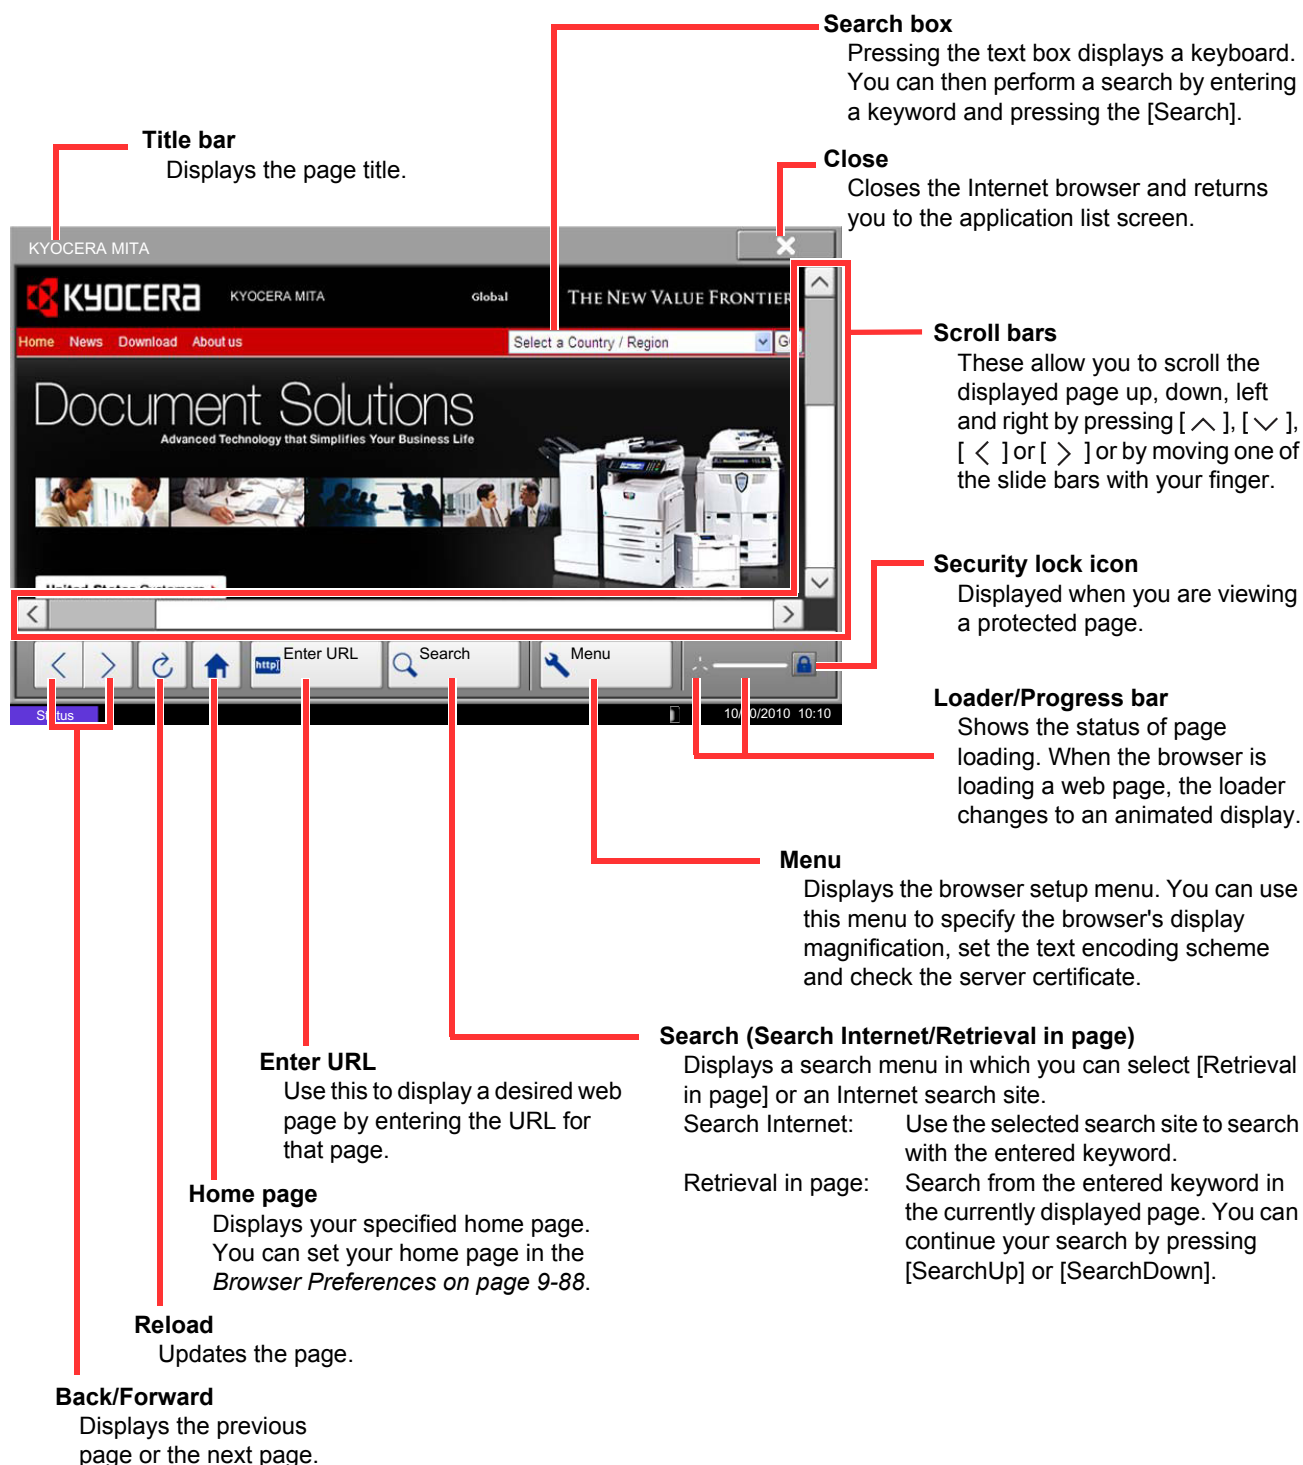 Search box
Pressing the text box displays a keyboard.
You can then perform a search by entering
a keyword and pressing the [Search].
Title bar
Displays the page title.
Close
Closes the Internet browser and returns
you to the application list screen.
KYOCERA MITA
KYOCERA
KYOCERA MITA
Global
THE NEW VALUE FRONTIER
Home News Download About us
Select a Country / Region
Document Solutions
Advanced Technology that Simplifies Your Business Life
Scroll bars
These allow you to scroll the
displayed page up, down, left
and right by pressing [ ︿ ], [ ﹀ ],
[ 〈 ] or [ 〉 ] or by moving one of
the slide bars with your finger.
Security lock icon
Displayed when you are viewing
a protected page.
http
Enter URL
Search
Menu
Status
10:10
Loader/Progress bar
Shows the status of page
loading. When the browser is
loading a web page, the loader
changes to an animated display.
Menu
Displays the browser setup menu. You can use
this menu to specify the browser's display
magnification, set the text encoding scheme
and check the server certificate.
Search (Search Internet/Retrieval in page)
Displays a search menu in which you can select [Retrieval
in page] or an Internet search site.
Search Internet: Use the selected search site to search
with the entered keyword.
Retrieval in page: Search from the entered keyword in
the currently displayed page. You can
continue your search by pressing
[SearchUp] or [SearchDown].
Enter URL
Use this to display a desired web
page by entering the URL for
that page.
Home page
Displays your specified home page.
You can set your home page in the
Browser Preferences on page 9-88.
Reload
Updates the page.
Back/Forward
Displays the previous
page or the next page.